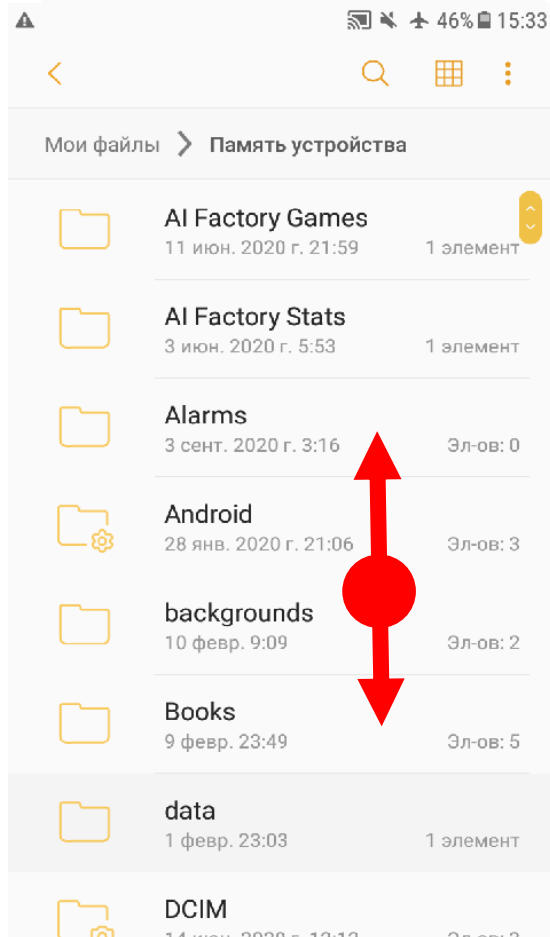 46% 15:33
Мои файлы Память устройства
AI Factory Games
11 июн. 2020 г. 21:59 1 элемент
AI Factory Stats
3 июн. 2020 г. 5:53 1 элемент
Alarms
3 сент. 2020 г. 3:16 Эл-ов: 0
Android
28 янв. 2020 г. 21:06 Эл-ов: 3
backgrounds
10 февр. 9:09 Эл-ов: 2
Books
9 февр. 23:49 Эл-ов: 5
data
1 февр. 23:03 1 элемент
DCIM